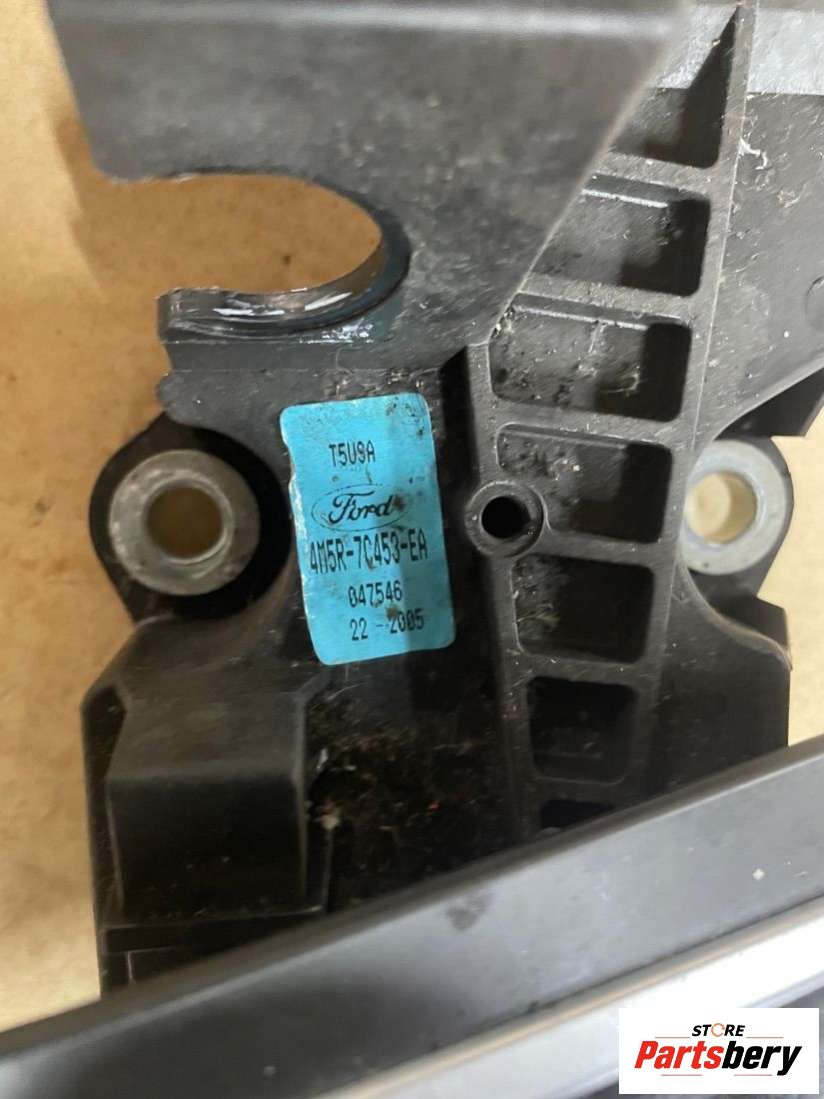 T5U9A
Ford
4M5R-7C453-EA
047546
22 - 2005
STORE
Partsbery